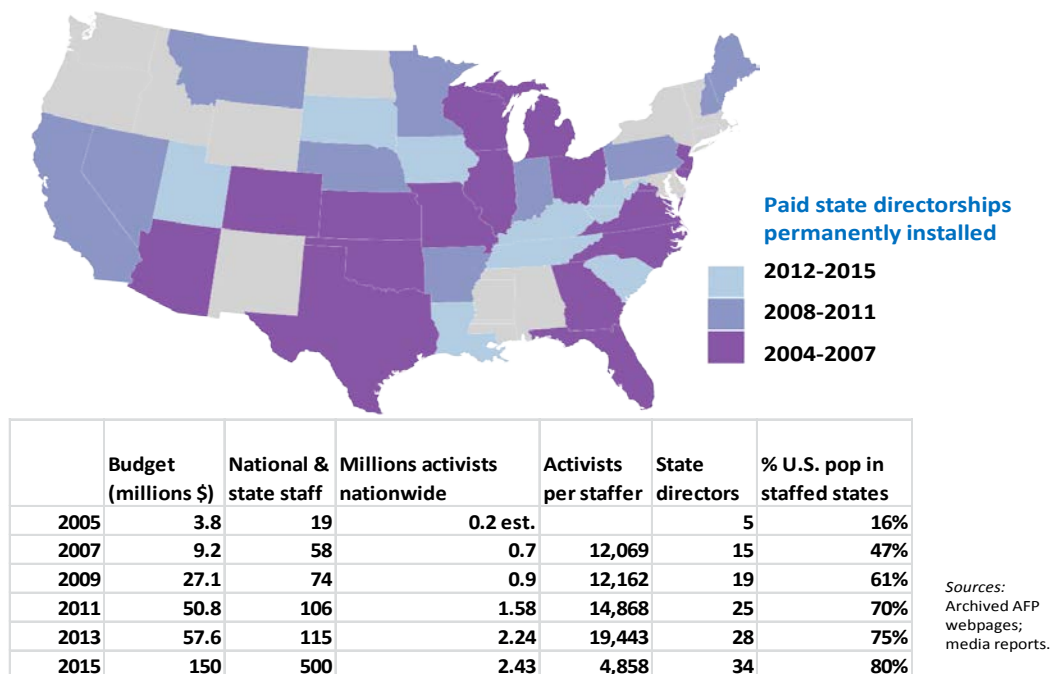 Paid state directorships
permanently installed
2012-2015
2008-2011
2004-2007
Budget (millions $) National & state staff Millions activists nationwide Activists per staffer State directors % U.S. pop in staffed states
2005 3.8 19 0.2 est. 5 16%
2007 9.2 58 0.7 12,069 15 47%
2009 27.1 74 0.9 12,162 19 61%
2011 50.8 106 1.58 14,868 25 70%
2013 57.6 115 2.24 19,443 28 75%
2015 150 500 2.43 4,858 34 80%
Sources:
Archived AFP
webpages;
media reports.